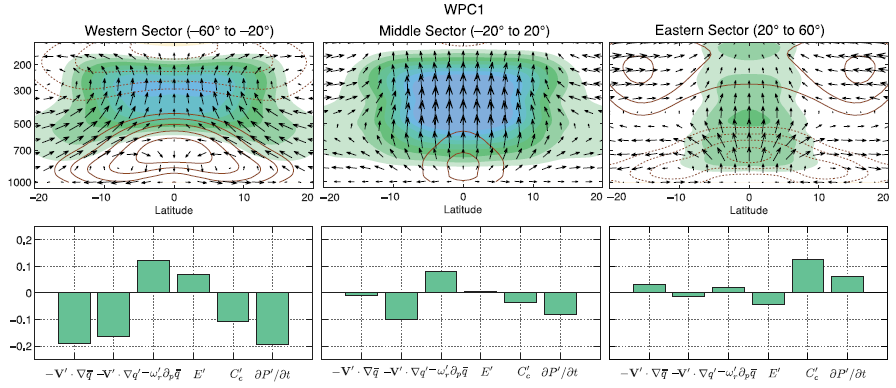 WPC1
Western Sector (–60° to –20°)
Middle Sector (–20° to 20°)
Eastern Sector (20° to 60°)
200
300
500
700
1000
−20 −10 0 10 20
−20 −10 0 10 20
−20 −10 0 10 20
Latitude
Latitude
Latitude
0.2
0.1
0
−0.1
−0.2
−V′ · ∇q̅ −V′ · ∇q′ −ω′ᵣ∂ₚq̅ E′ C′c ∂P′/∂t
−V′ · ∇q̅ −V′ · ∇q′ −ω′ᵣ∂ₚq̅ E′ C′c ∂P′/∂t
−V′ · ∇q̅ −V′ · ∇q′ −ω′ᵣ∂ₚq̅ E′ C′c ∂P′/∂t